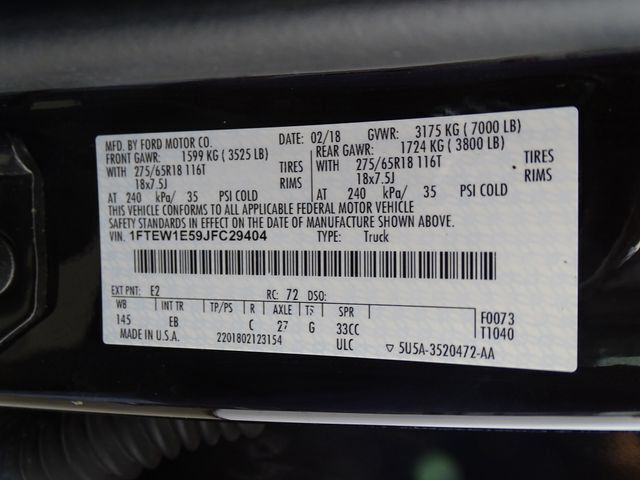 MFD. BY FORD MOTOR CO. DATE: 02/18 GVWR: 3175 KG ( 7000 LB)
FRONT GAWR: 1599 KG ( 3525 LB) REAR GAWR: 1724 KG ( 3800 LB)
WITH 275/65R18 116T TIRES WITH 275/65R18 116T TIRES
18x7.5J RIMS 18x7.5J RIMS
AT 240 kPa/ 35 PSI COLD AT 240 kPa/ 35 PSI COLD
THIS VEHICLE CONFORMS TO ALL APPLICABLE FEDERAL MOTOR VEHICLE
SAFETY STANDARDS IN EFFECT ON THE DATE OF MANUFACTURE SHOWN ABOVE.
VIN: 1FTEW1E59JFC29404 TYPE: Truck
EXT PNT: E2 RC: 72 DSO:
WB INT TR TP/PS R AXLE TR SPR F0073
145 EB C 27 G 33CC T1040
MADE IN U.S.A. 2201802123154 ULC ▽ 5U5A-3520472-AA